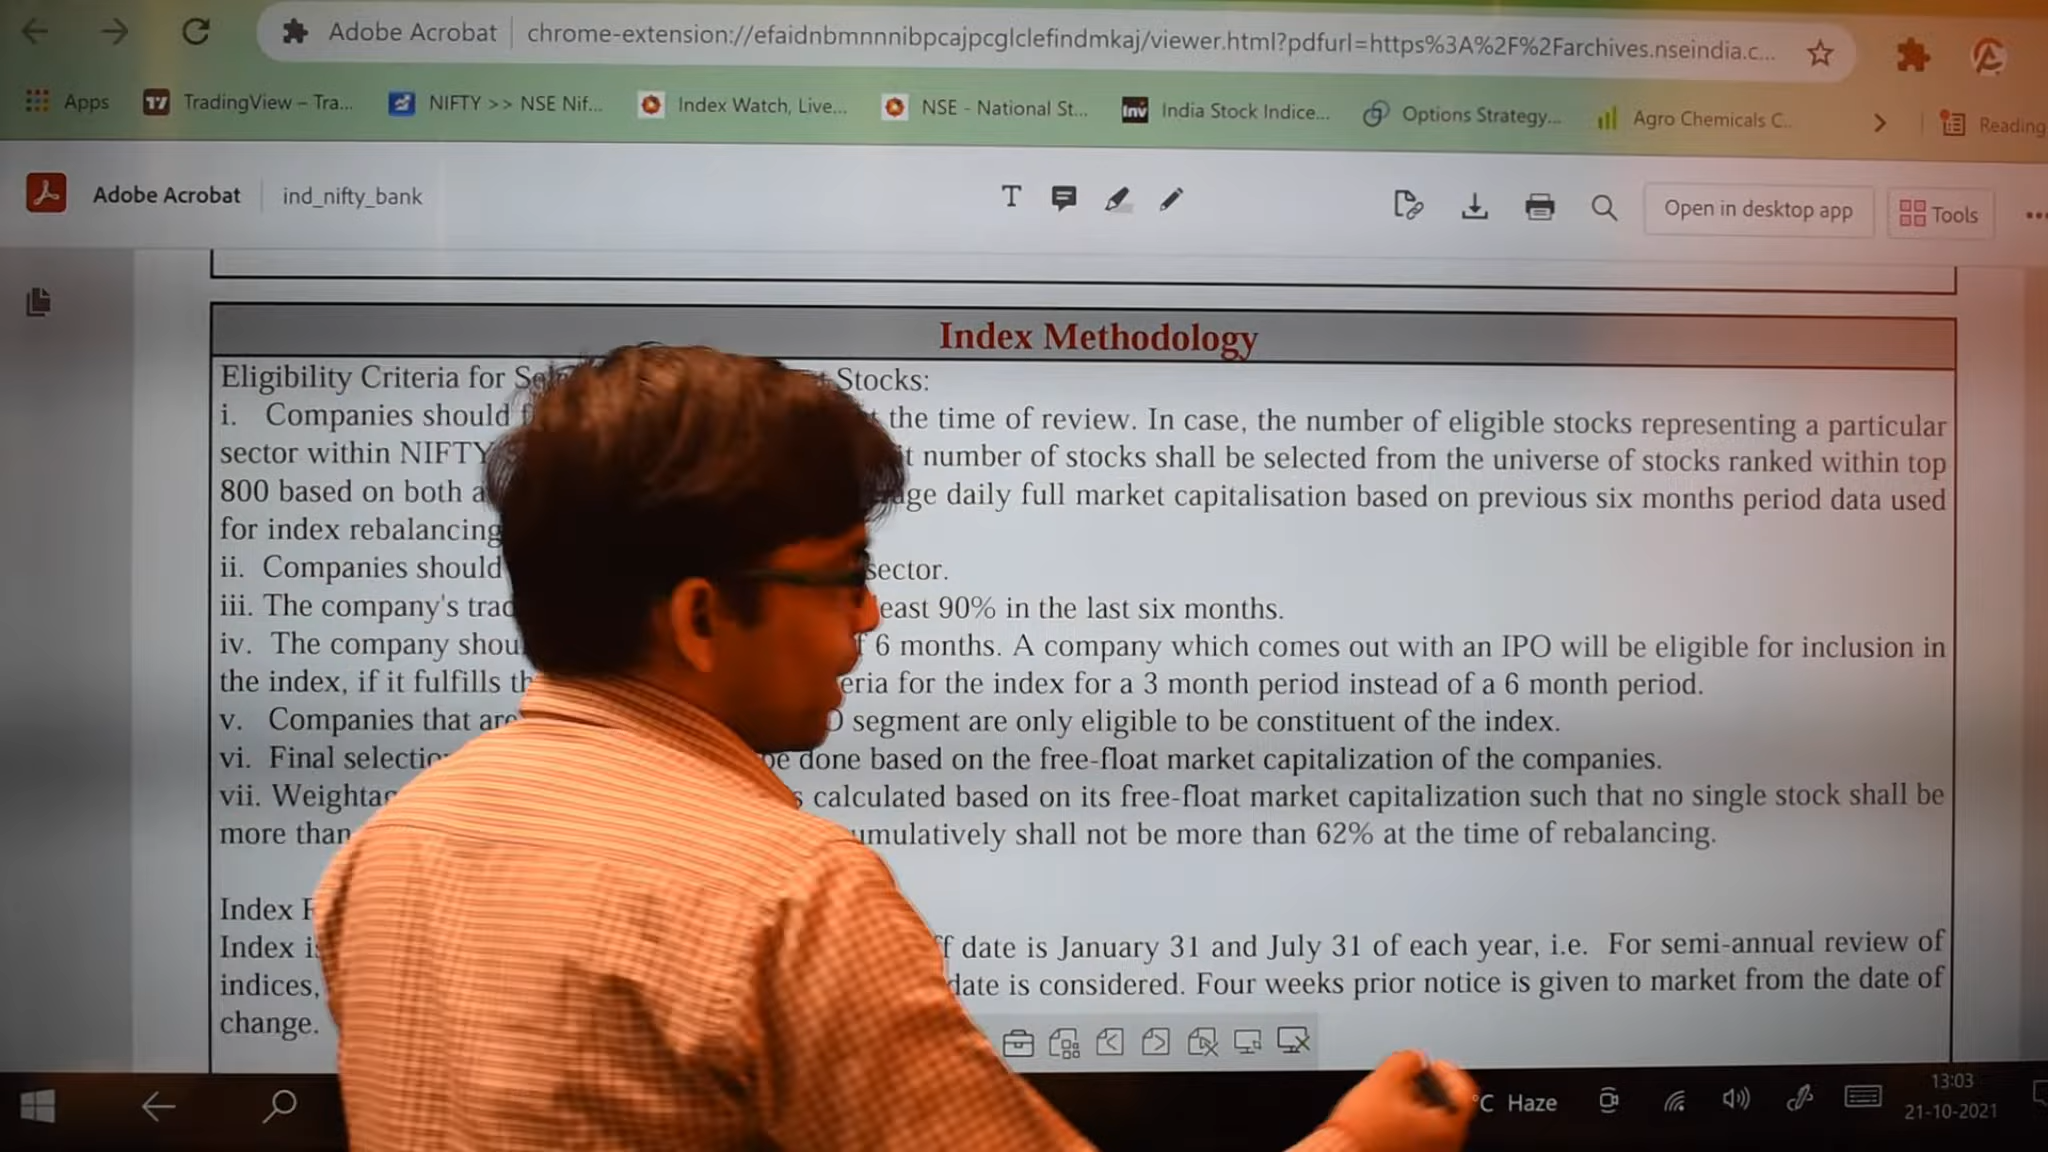 Adobe Acrobat chrome-extension://efaidnbmnnnibpcajpcglclefindmkaj/viewer.html?pdfurl=https%3A%2F%2Farchives.nseindia.c...
Apps TradingView – Tra... NIFTY >> NSE Nif... Index Watch, Live... NSE - National St... Inv India Stock Indice... Options Strategy... Agro Chemicals C.. Reading
Adobe Acrobat ind_nifty_bank T Open in desktop app Tools
Index Methodology
Eligibility Criteria for Stocks:
i. Companies should the time of review. In case, the number of eligible stocks representing a particular
sector within NIFTY number of stocks shall be selected from the universe of stocks ranked within top
800 based on both daily full market capitalisation based on previous six months period data used
for index rebalancing
ii. Companies should sector.
iii. The company's 90% in the last six months.
iv. The company 6 months. A company which comes out with an IPO will be eligible for inclusion in
the index, if it fulfills for the index for a 3 month period instead of a 6 month period.
v. Companies that segment are only eligible to be constituent of the index.
vi. Final done based on the free-float market capitalization of the companies.
vii. calculated based on its free-float market capitalization such that no single stock shall be
more than shall not be more than 62% at the time of rebalancing.
Index
Index date is January 31 and July 31 of each year, i.e. For semi-annual review of
indices, date is considered. Four weeks prior notice is given to market from the date of
change.
°C Haze 13:03
21-10-2021